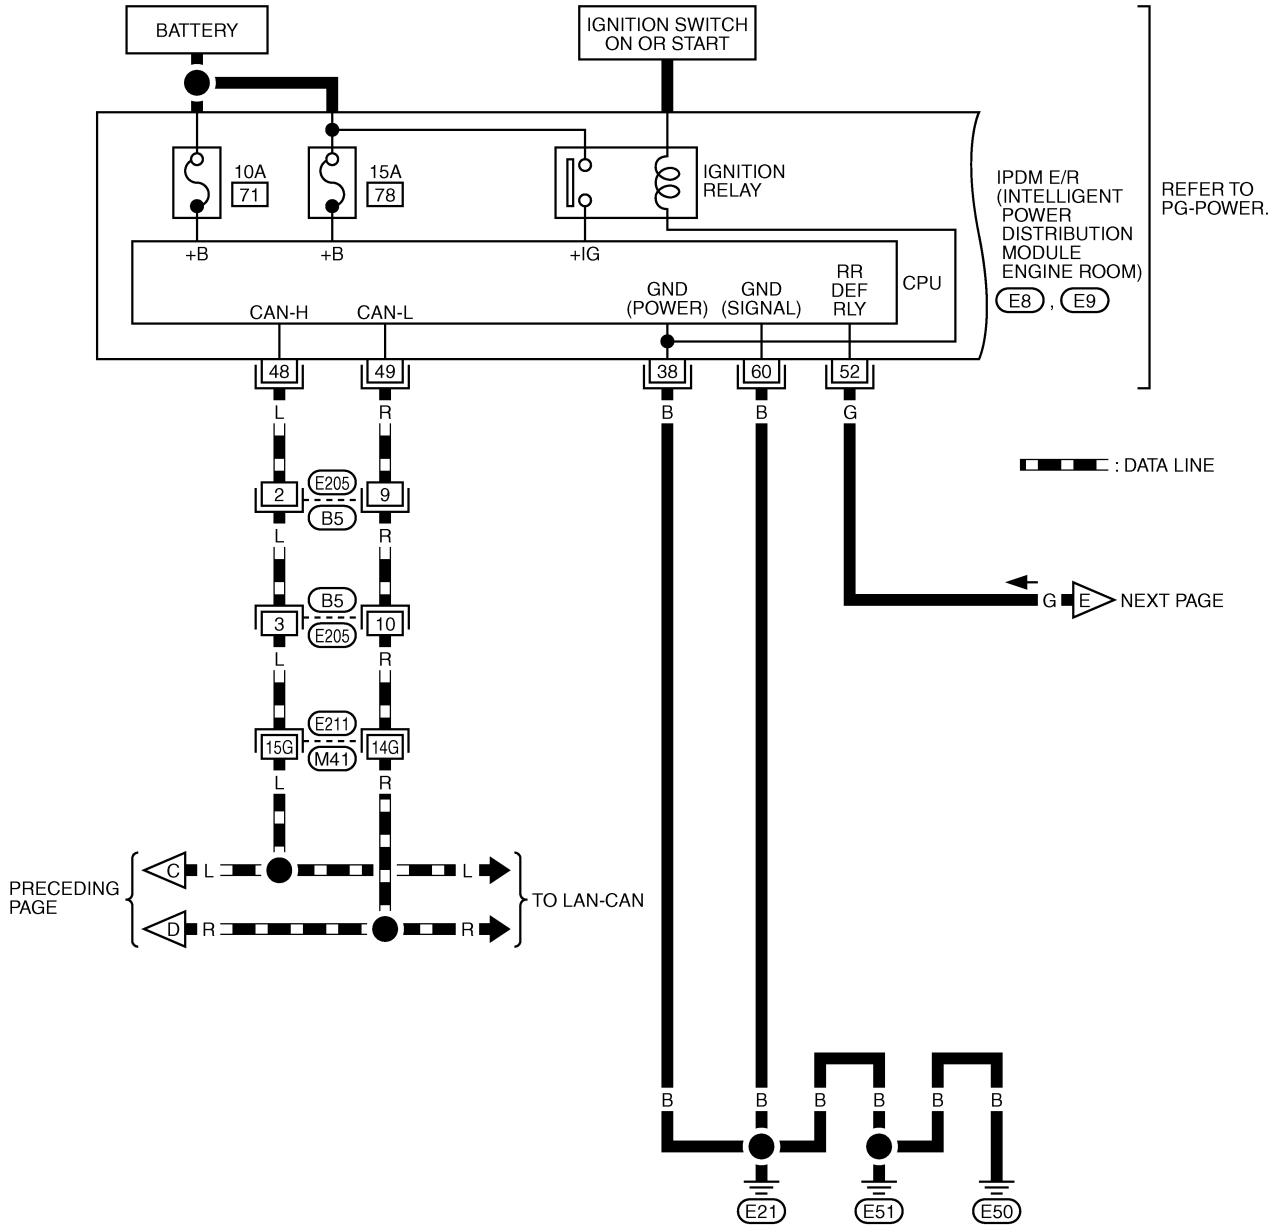 BATTERY
IGNITION SWITCH
ON OR START
10A
71
15A
78
IGNITION
RELAY
IPDM E/R
(INTELLIGENT
POWER
DISTRIBUTION
MODULE
ENGINE ROOM)
E8 , E9
REFER TO
PG-POWER.
+B
+B
+IG
CPU
CAN-H
CAN-L
GND
(POWER)
GND
(SIGNAL)
RR
DEF
RLY
48
49
38
60
52
L
R
B
B
G
: DATA LINE
2
E205
B5
9
L
R
3
B5
E205
10
G
E
NEXT PAGE
L
R
15G
E211
M41
14G
L
R
PRECEDING
PAGE
C
L
L
D
R
R
TO LAN-CAN
B
B
B
B
B
B
E21
E51
E50